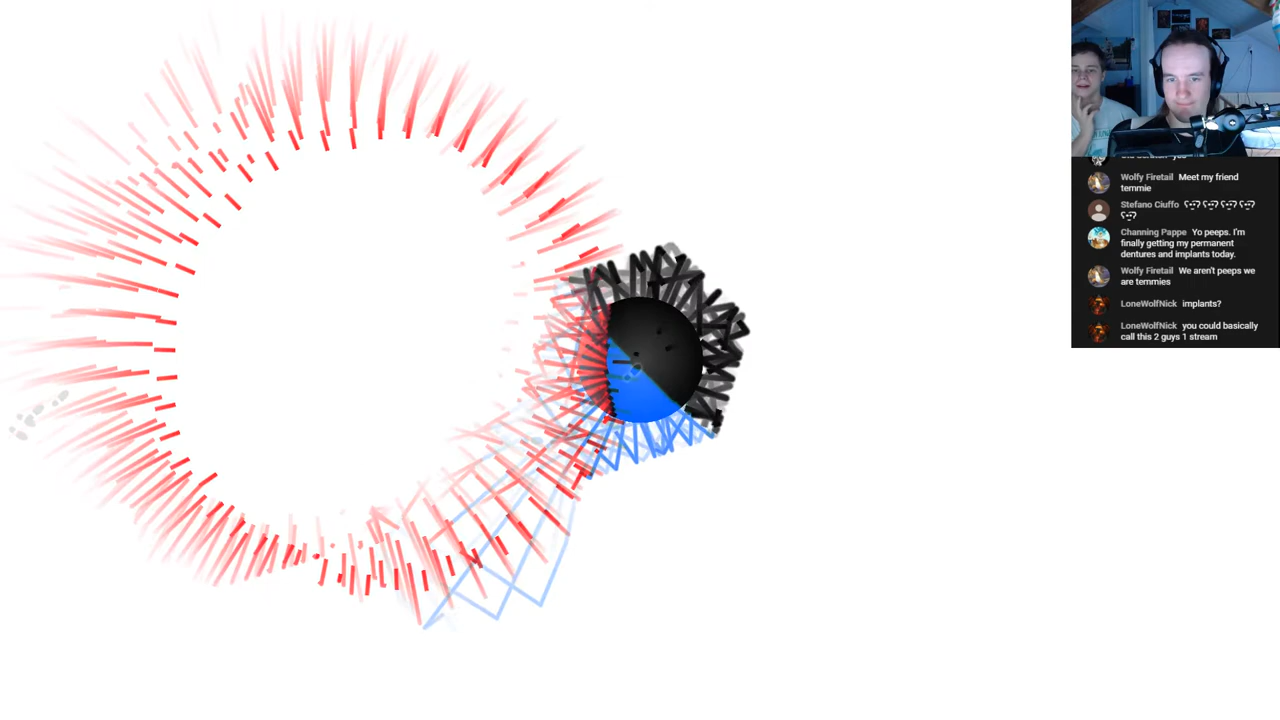 Wolfy Firetail Meet my friend
temmie
Stefano Ciuffo ʕ•̫͡•ʔ ʕ•̫͡•ʔ ʕ•̫͡•ʔ ʕ•̫͡•ʔ
ʕ•̫͡•ʔ
Channing Pappe Yo peeps. I'm
finally getting my permanent
dentures and implants today.
Wolfy Firetail We aren't peeps we
are temmies
LoneWolfNick implants?
LoneWolfNick you could basically
call this 2 guys 1 stream